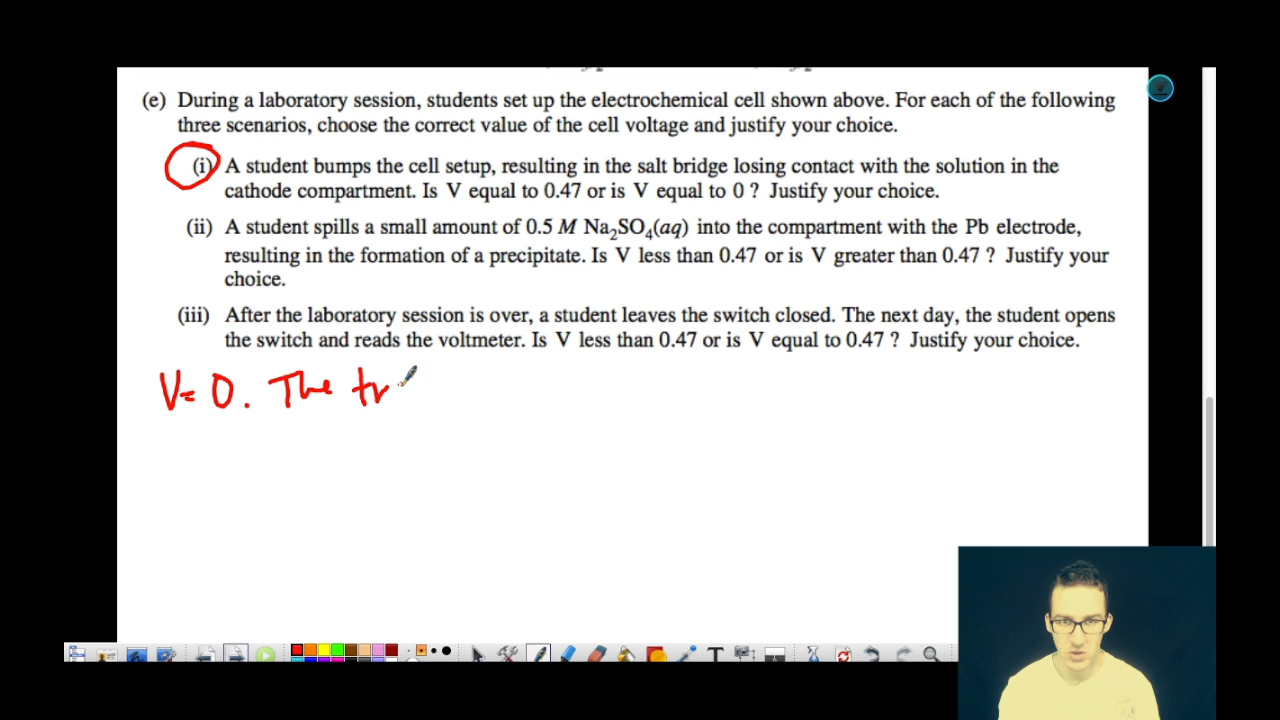 (e) During a laboratory session, students set up the electrochemical cell shown above. For each of the following
three scenarios, choose the correct value of the cell voltage and justify your choice.
(i) A student bumps the cell setup, resulting in the salt bridge losing contact with the solution in the
cathode compartment. Is V equal to 0.47 or is V equal to 0 ? Justify your choice.
(ii) A student spills a small amount of 0.5 M Na₂SO₄(aq) into the compartment with the Pb electrode,
resulting in the formation of a precipitate. Is V less than 0.47 or is V greater than 0.47 ? Justify your
choice.
(iii) After the laboratory session is over, a student leaves the switch closed. The next day, the student opens
the switch and reads the voltmeter. Is V less than 0.47 or is V equal to 0.47 ? Justify your choice.
V= 0. The tr